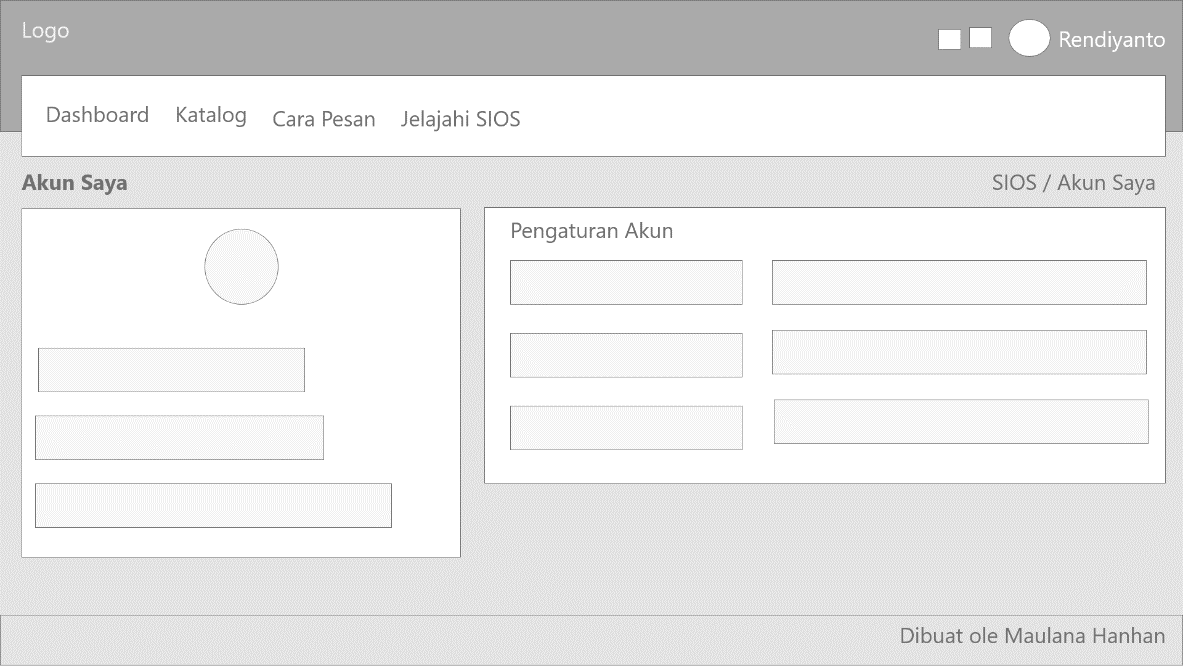 Logo
Rendiyanto
Dashboard Katalog Cara Pesan Jelajahi SIOS
Akun Saya
SIOS / Akun Saya
Pengaturan Akun
Dibuat ole Maulana Hanhan